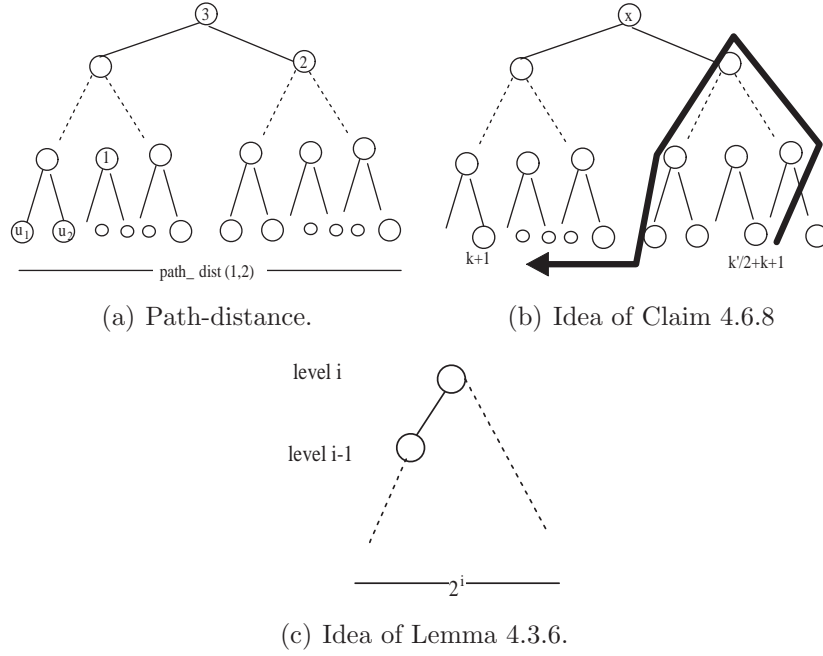 3
2
1
u1 u2
path_ dist (1,2)
(a) Path-distance.
x
k+1
k'/2+k+1
(b) Idea of Claim 4.6.8
level i
level i-1
2^i
(c) Idea of Lemma 4.3.6.